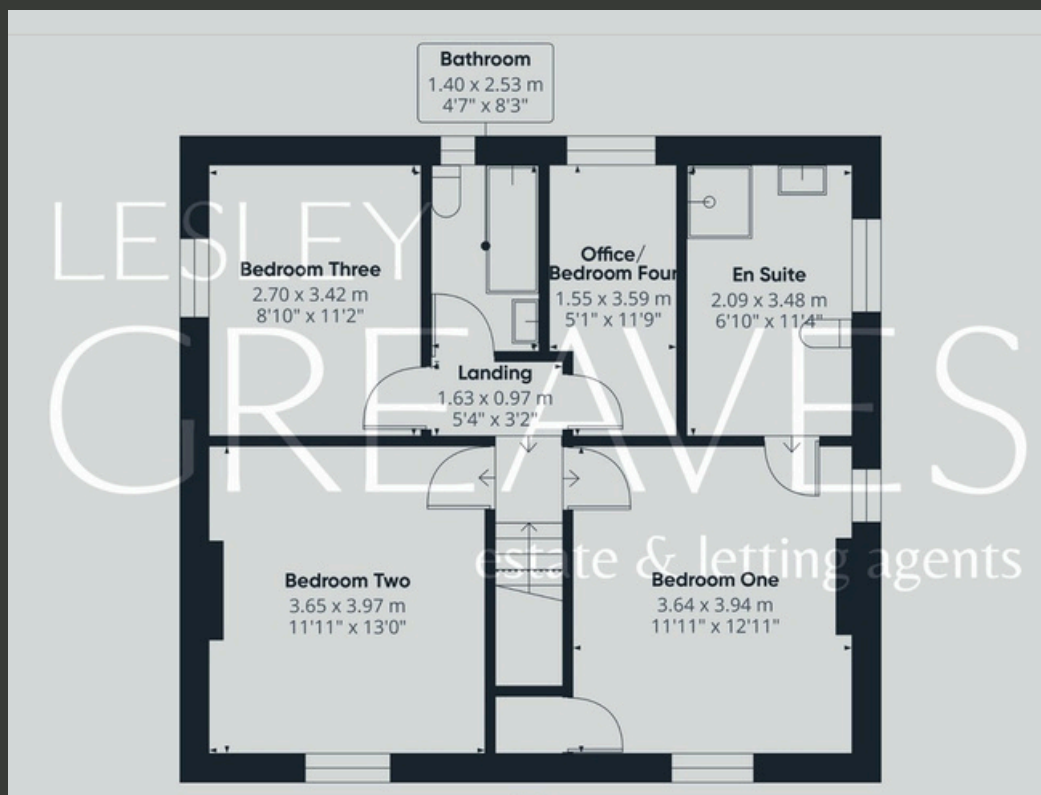 Bathroom
1.40 x 2.53 m
4'7" x 8'3"
LESLEY
Bedroom Three
2.70 x 3.42 m
8'10" x 11'2"
Office/
Bedroom Four
1.55 x 3.59 m
5'1" x 11'9"
En Suite
2.09 x 3.48 m
6'10" x 11'4"
GREAVES
Landing
1.63 x 0.97 m
5'4" x 3'2"
estate & letting agents
Bedroom Two
3.65 x 3.97 m
11'11" x 13'0"
Bedroom One
3.64 x 3.94 m
11'11" x 12'11"